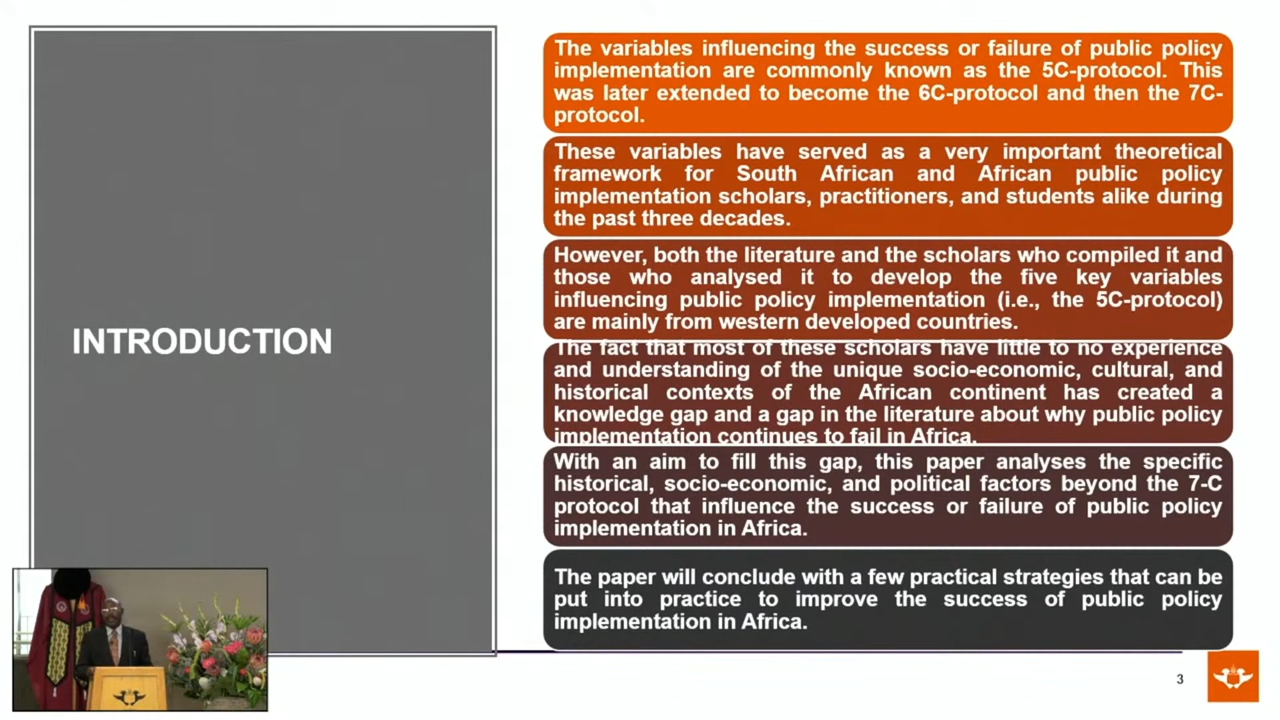 INTRODUCTION
The variables influencing the success or failure of public policy
implementation are commonly known as the 5C-protocol. This
was later extended to become the 6C-protocol and then the 7C-
protocol.
These variables have served as a very important theoretical
framework for South African and African public policy
implementation scholars, practitioners, and students alike during
the past three decades.
However, both the literature and the scholars who compiled it and
those who analysed it to develop the five key variables
influencing public policy implementation (i.e., the 5C-protocol)
are mainly from western developed countries.
The fact that most of these scholars have little to no experience
and understanding of the unique socio-economic, cultural, and
historical contexts of the African continent has created a
knowledge gap and a gap in the literature about why public policy
implementation continues to fail in Africa.
With an aim to fill this gap, this paper analyses the specific
historical, socio-economic, and political factors beyond the 7-C
protocol that influence the success or failure of public policy
implementation in Africa.
The paper will conclude with a few practical strategies that can be
put into practice to improve the success of public policy
implementation in Africa.
3